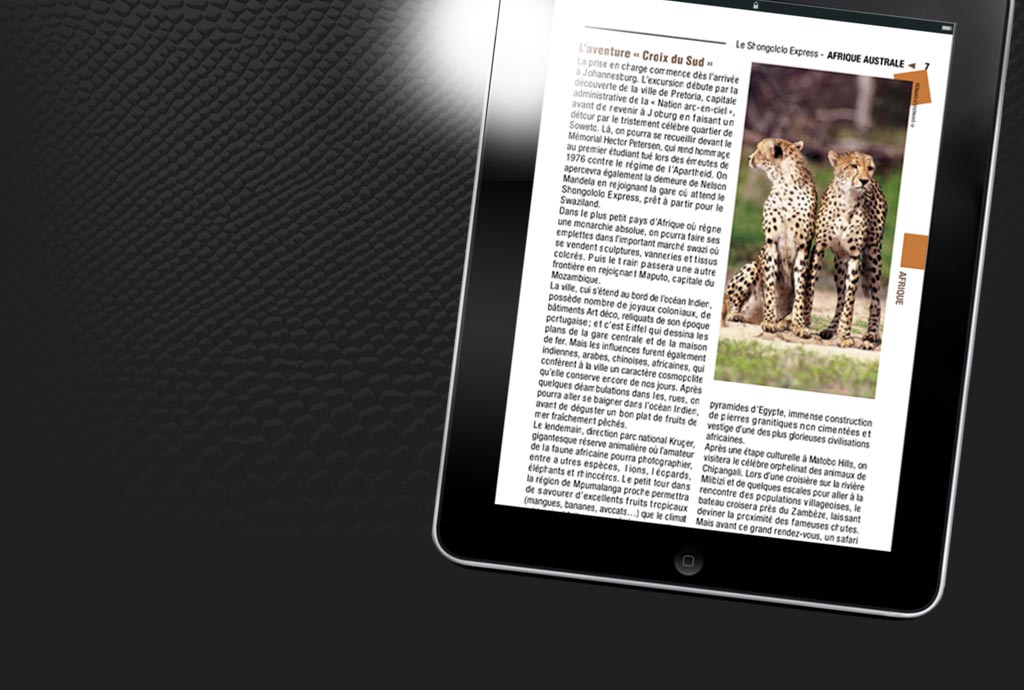 Le Shongololo Express - AFRIQUE AUSTRALE ◄ 7
L'aventure « Croix du Sud »
La prise en charge commence dès l'arrivée
à Johannesburg. L'excursion débute par la
découverte de la ville de Pretoria, capitale
administrative de la « Nation arc-en-ciel »,
avant de revenir à Joburg en faisant un
détour par le tristement célèbre quartier de
Soweto. Là, on pourra se recueillir devant le
Mémorial Hector Petersen, qui rend hommage
au premier étudiant tué lors des émeutes de
1976 contre le régime de l'Apartheid. On
apercevra également la demeure de Nelson
Mandela en rejoignant la gare où attend le
Shongololo Express, prêt à partir pour le
Swaziland.
Dans le plus petit pays d'Afrique où règne
une monarchie absolue, on pourra faire ses
emplettes dans l'important marché swazi où
se vendent sculptures, vanneries et tissus
colorés. Puis le train passera une autre
frontière en rejoignant Maputo, capitale du
Mozambique.
La ville, qui s'étend au bord de l'océan Indien,
possède nombre de joyaux coloniaux, de
bâtiments Art déco, reliquats de son époque
portugaise ; et c'est Eiffel qui dessina les
plans de la gare centrale et de la maison
de fer. Mais les influences furent également
indiennes, arabes, chinoises, africaines, qui
confèrent à la ville un caractère cosmopolite
qu'elle conserve encore de nos jours. Après
quelques déambulations dans les, rues, on
pourra aller se baigner dans l'océan Indien,
avant de déguster un bon plat de fruits de
mer fraîchement pêchés.
Le lendemain, direction parc national Kruger,
gigantesque réserve animalière où l'amateur
de la faune africaine pourra photographier,
entre autres espèces, lions, léopards,
éléphants et rhinocéros. Le petit tour dans
la région de Mpumalanga proche permettra
de savourer d'excellents fruits tropicaux
(mangues, bananes, avocats…) que le climat
pyramides d'Egypte, immense construction
de pierres granitiques non cimentées et
vestige d'une des plus glorieuses civilisations
africaines.
Après une étape culturelle à Matobo Hills, on
visitera le célèbre orphelinat des animaux de
Chipangali. Lors d'une croisière sur la rivière
Mlibizi et de quelques escales pour aller à la
rencontre des populations villageoises, le
bateau croisera près du Zambèze, laissant
deviner la proximité des fameuses chutes.
Mais avant ce grand rendez-vous, un safari
AFRIQUE